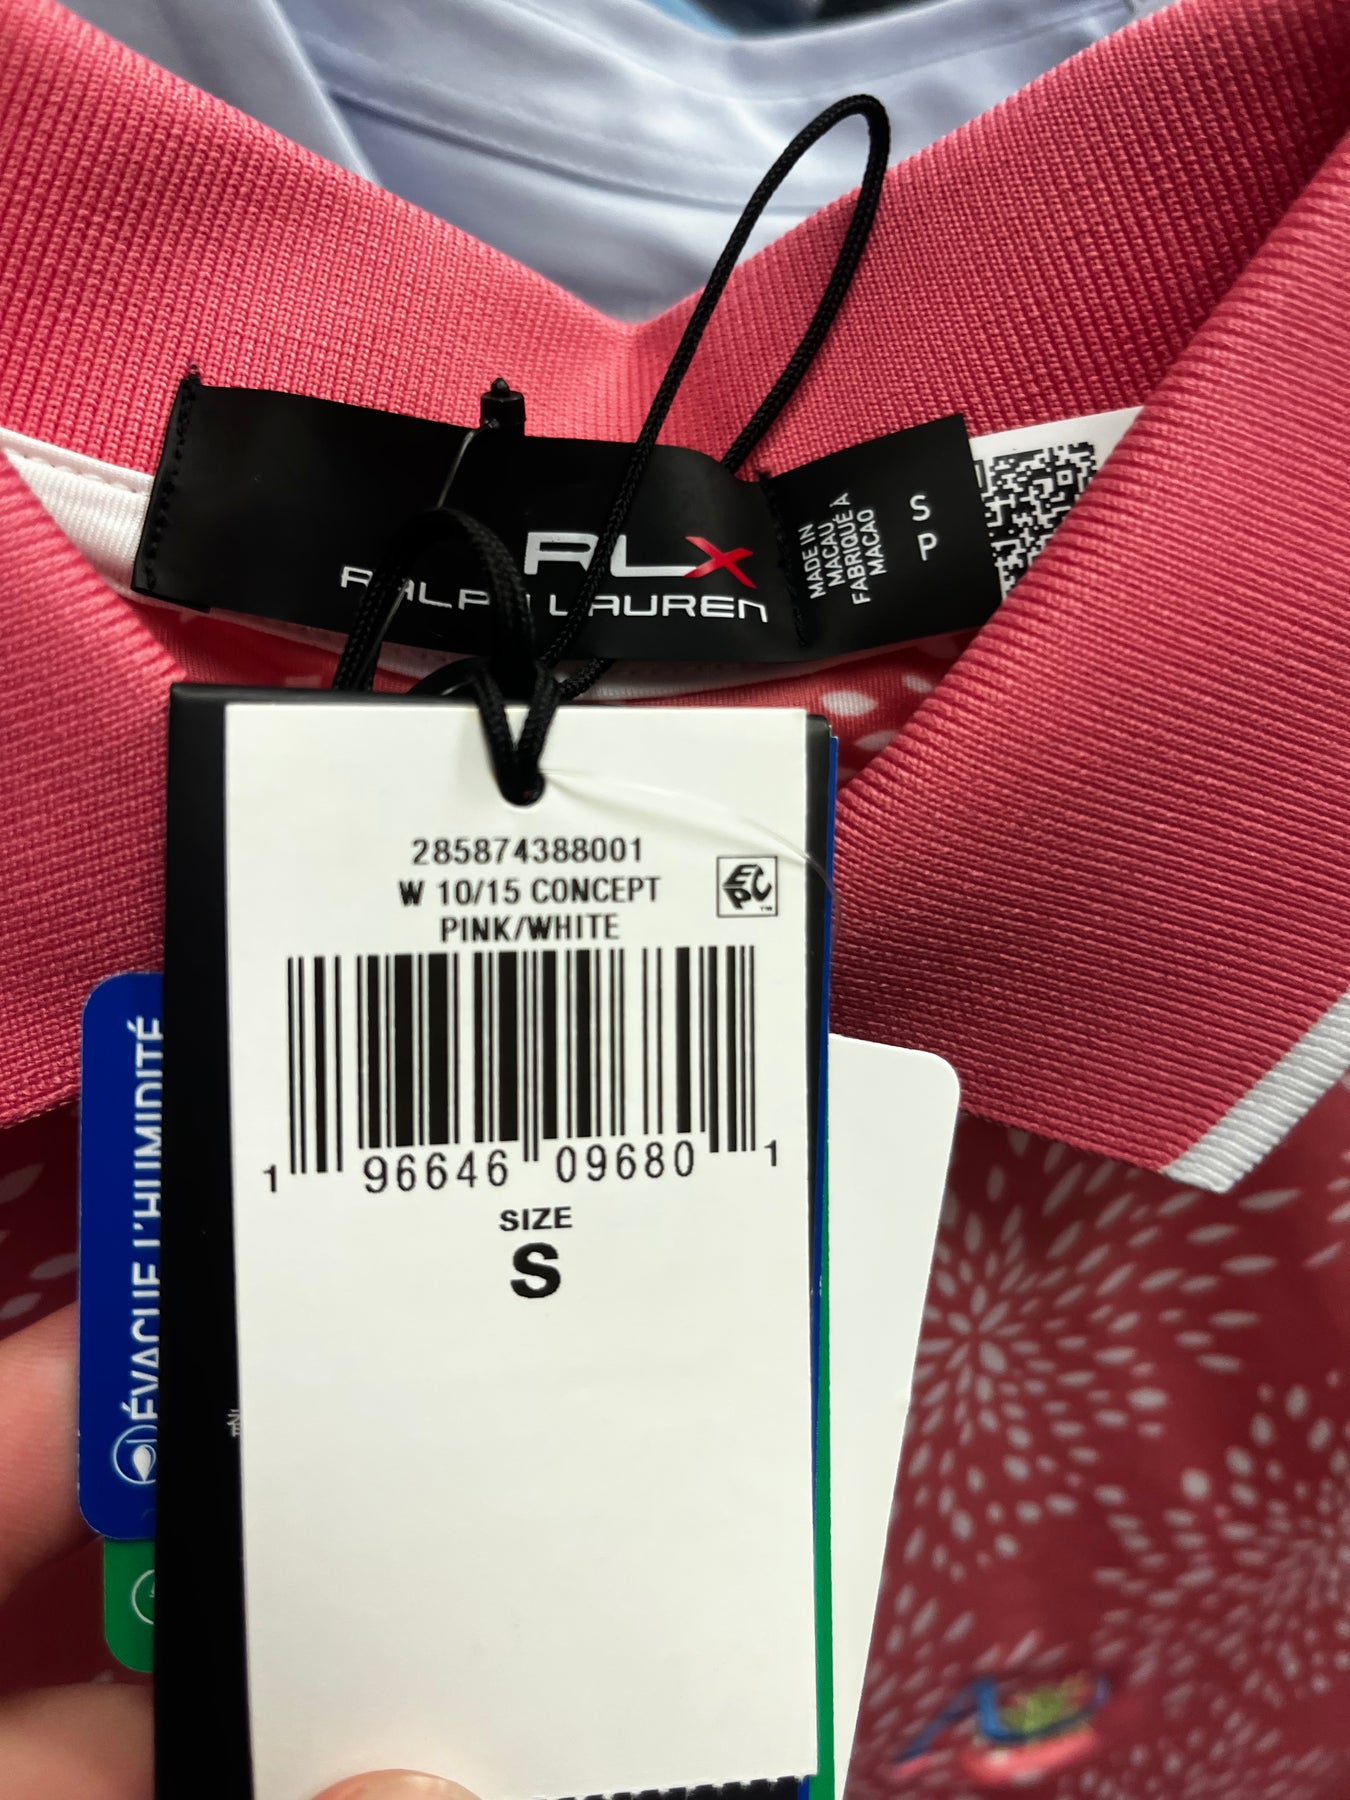 RLX
RALPH LAUREN
MADE IN
MACAU
FABRIQUÉ À
MACAO
S
P
285874388001
W 10/15 CONCEPT
PINK/WHITE
EPC
1 96646 09680 1
SIZE
S
ÉVACUE L'HUMIDITÉ